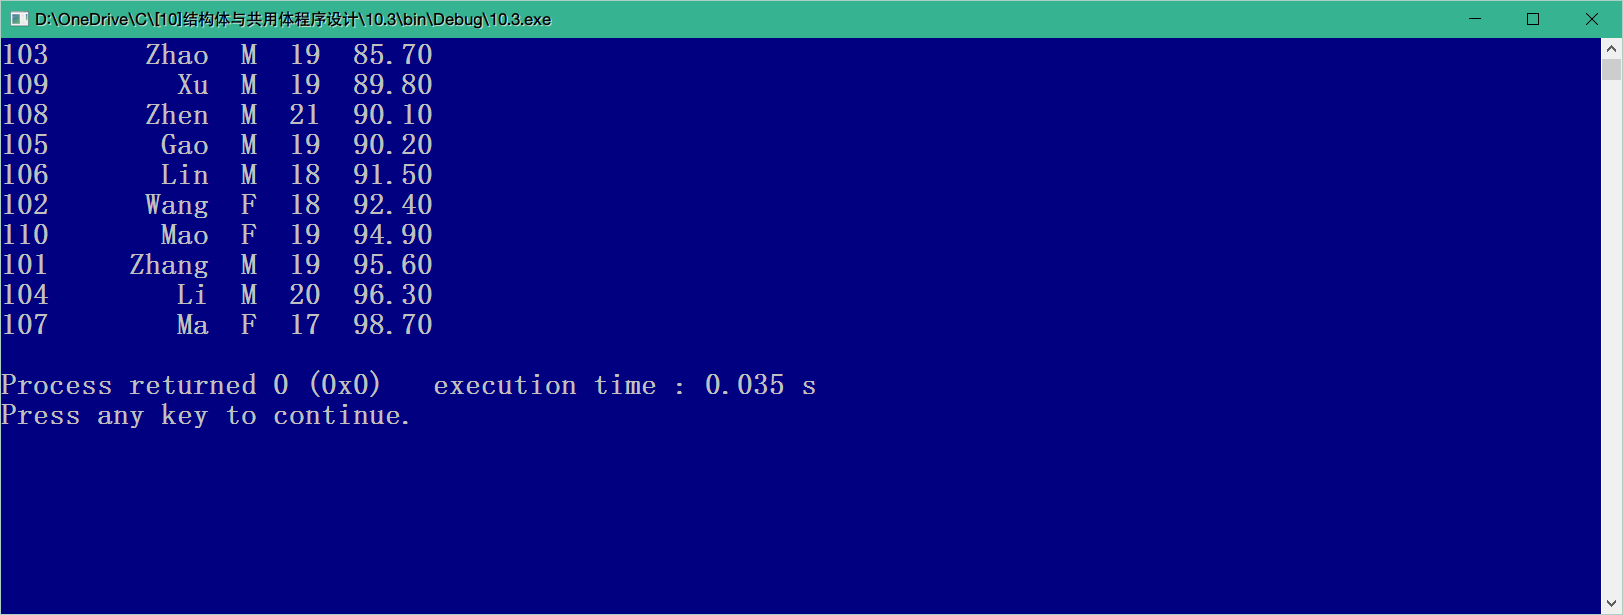 D:\OneDrive\C\[10]结构体与共用体程序设计\10.3\bin\Debug\10.3.exe
103      Zhao  M  19  85.70
109        Xu  M  19  89.80
108      Zhen  M  21  90.10
105       Gao  M  19  90.20
106       Lin  M  18  91.50
102      Wang  F  18  92.40
110       Mao  F  19  94.90
101     Zhang  M  19  95.60
104        Li  M  20  96.30
107        Ma  F  17  98.70
Process returned 0 (0x0)   execution time : 0.035 s
Press any key to continue.